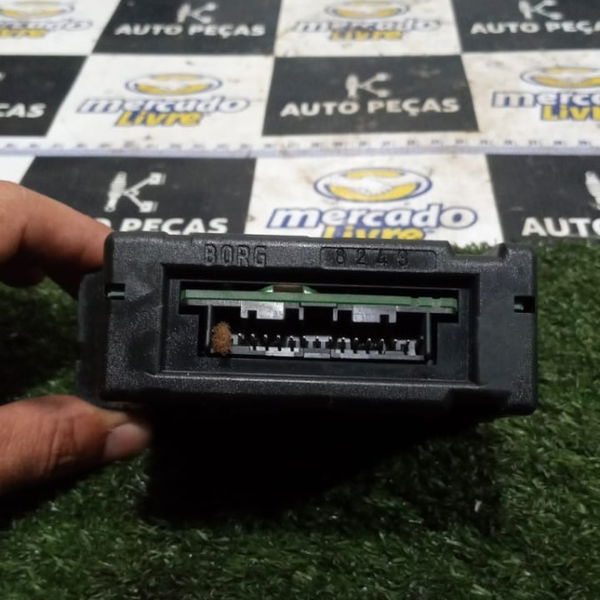 AUTO PEÇAS
mercado
Livre
AUTO PEÇAS
mercado
Livre
K
AUTO PEÇAS
mercado
Livre
K
AUTO PEÇAS
mercado
Livre
AUTO PEÇAS
BORG 8243